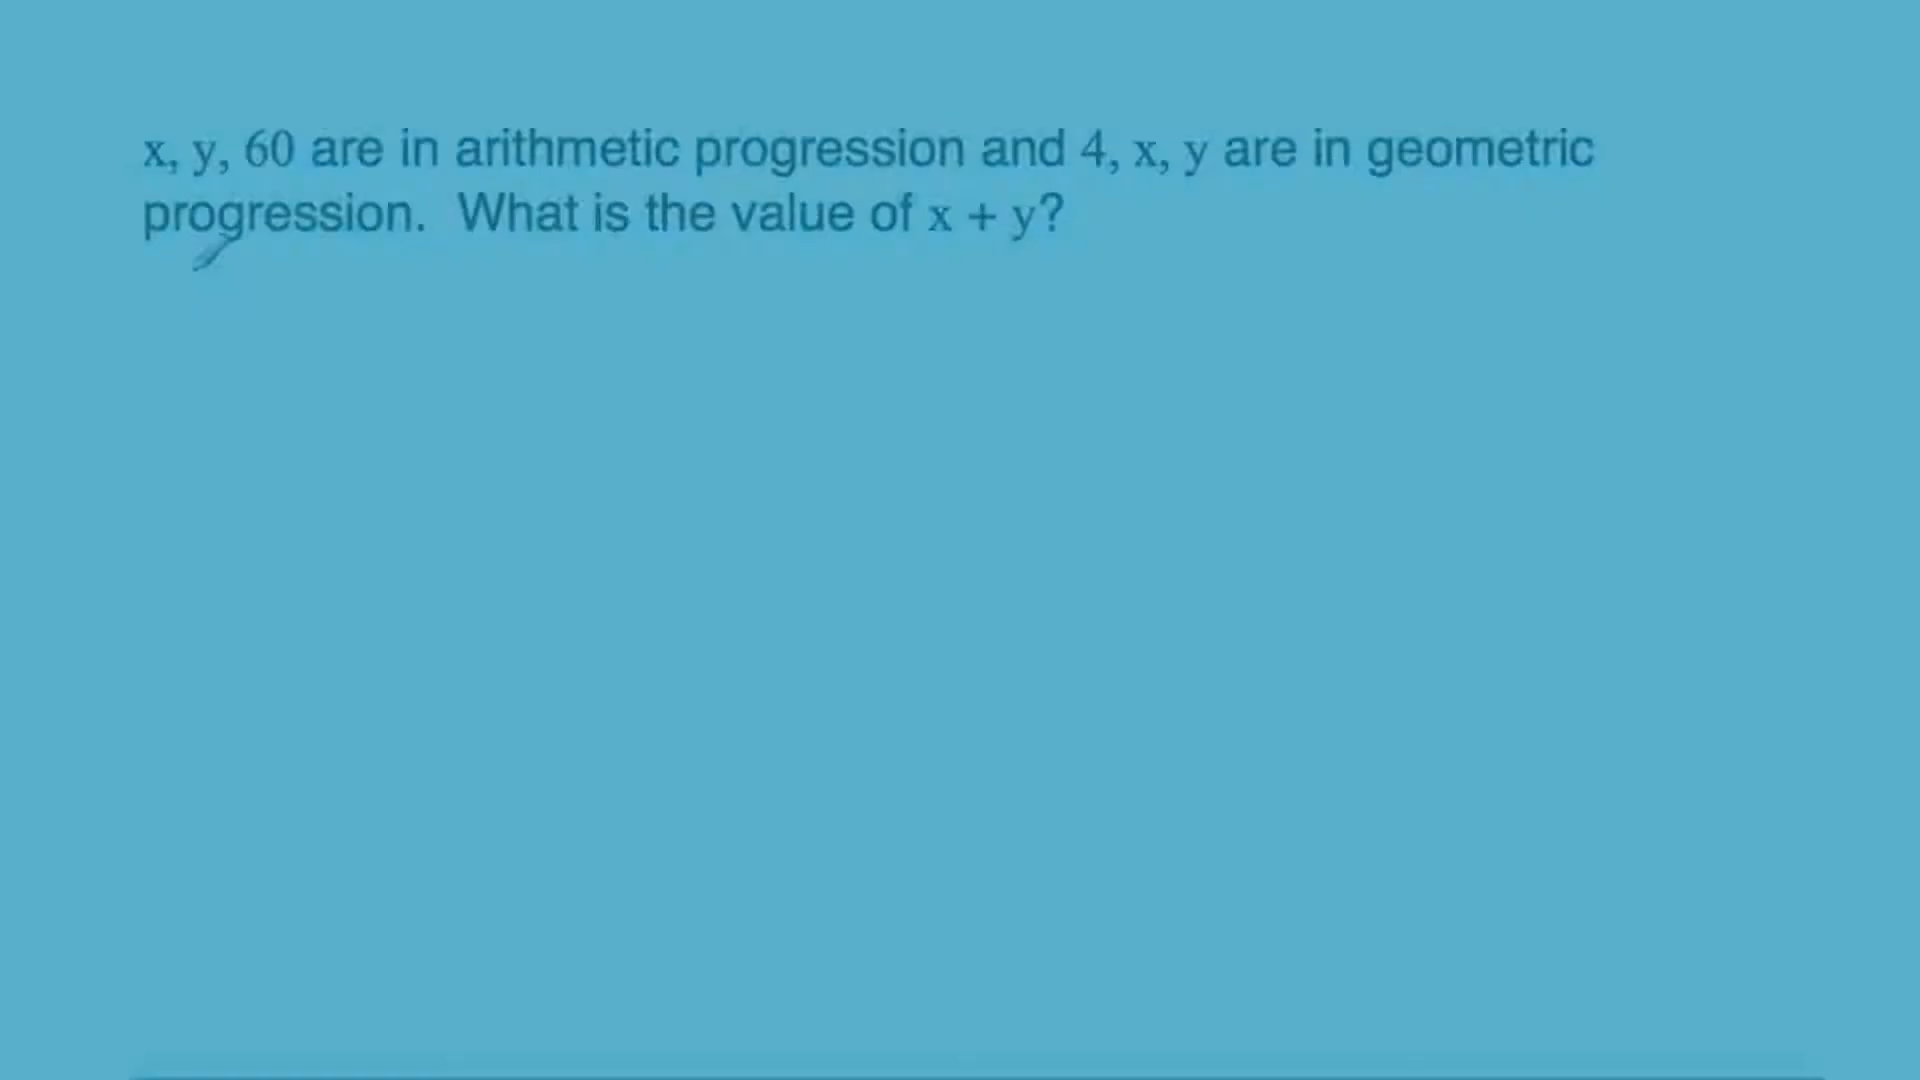 x, y, 60 are in arithmetic progression and 4, x, y are in geometric
progression. What is the value of x + y?